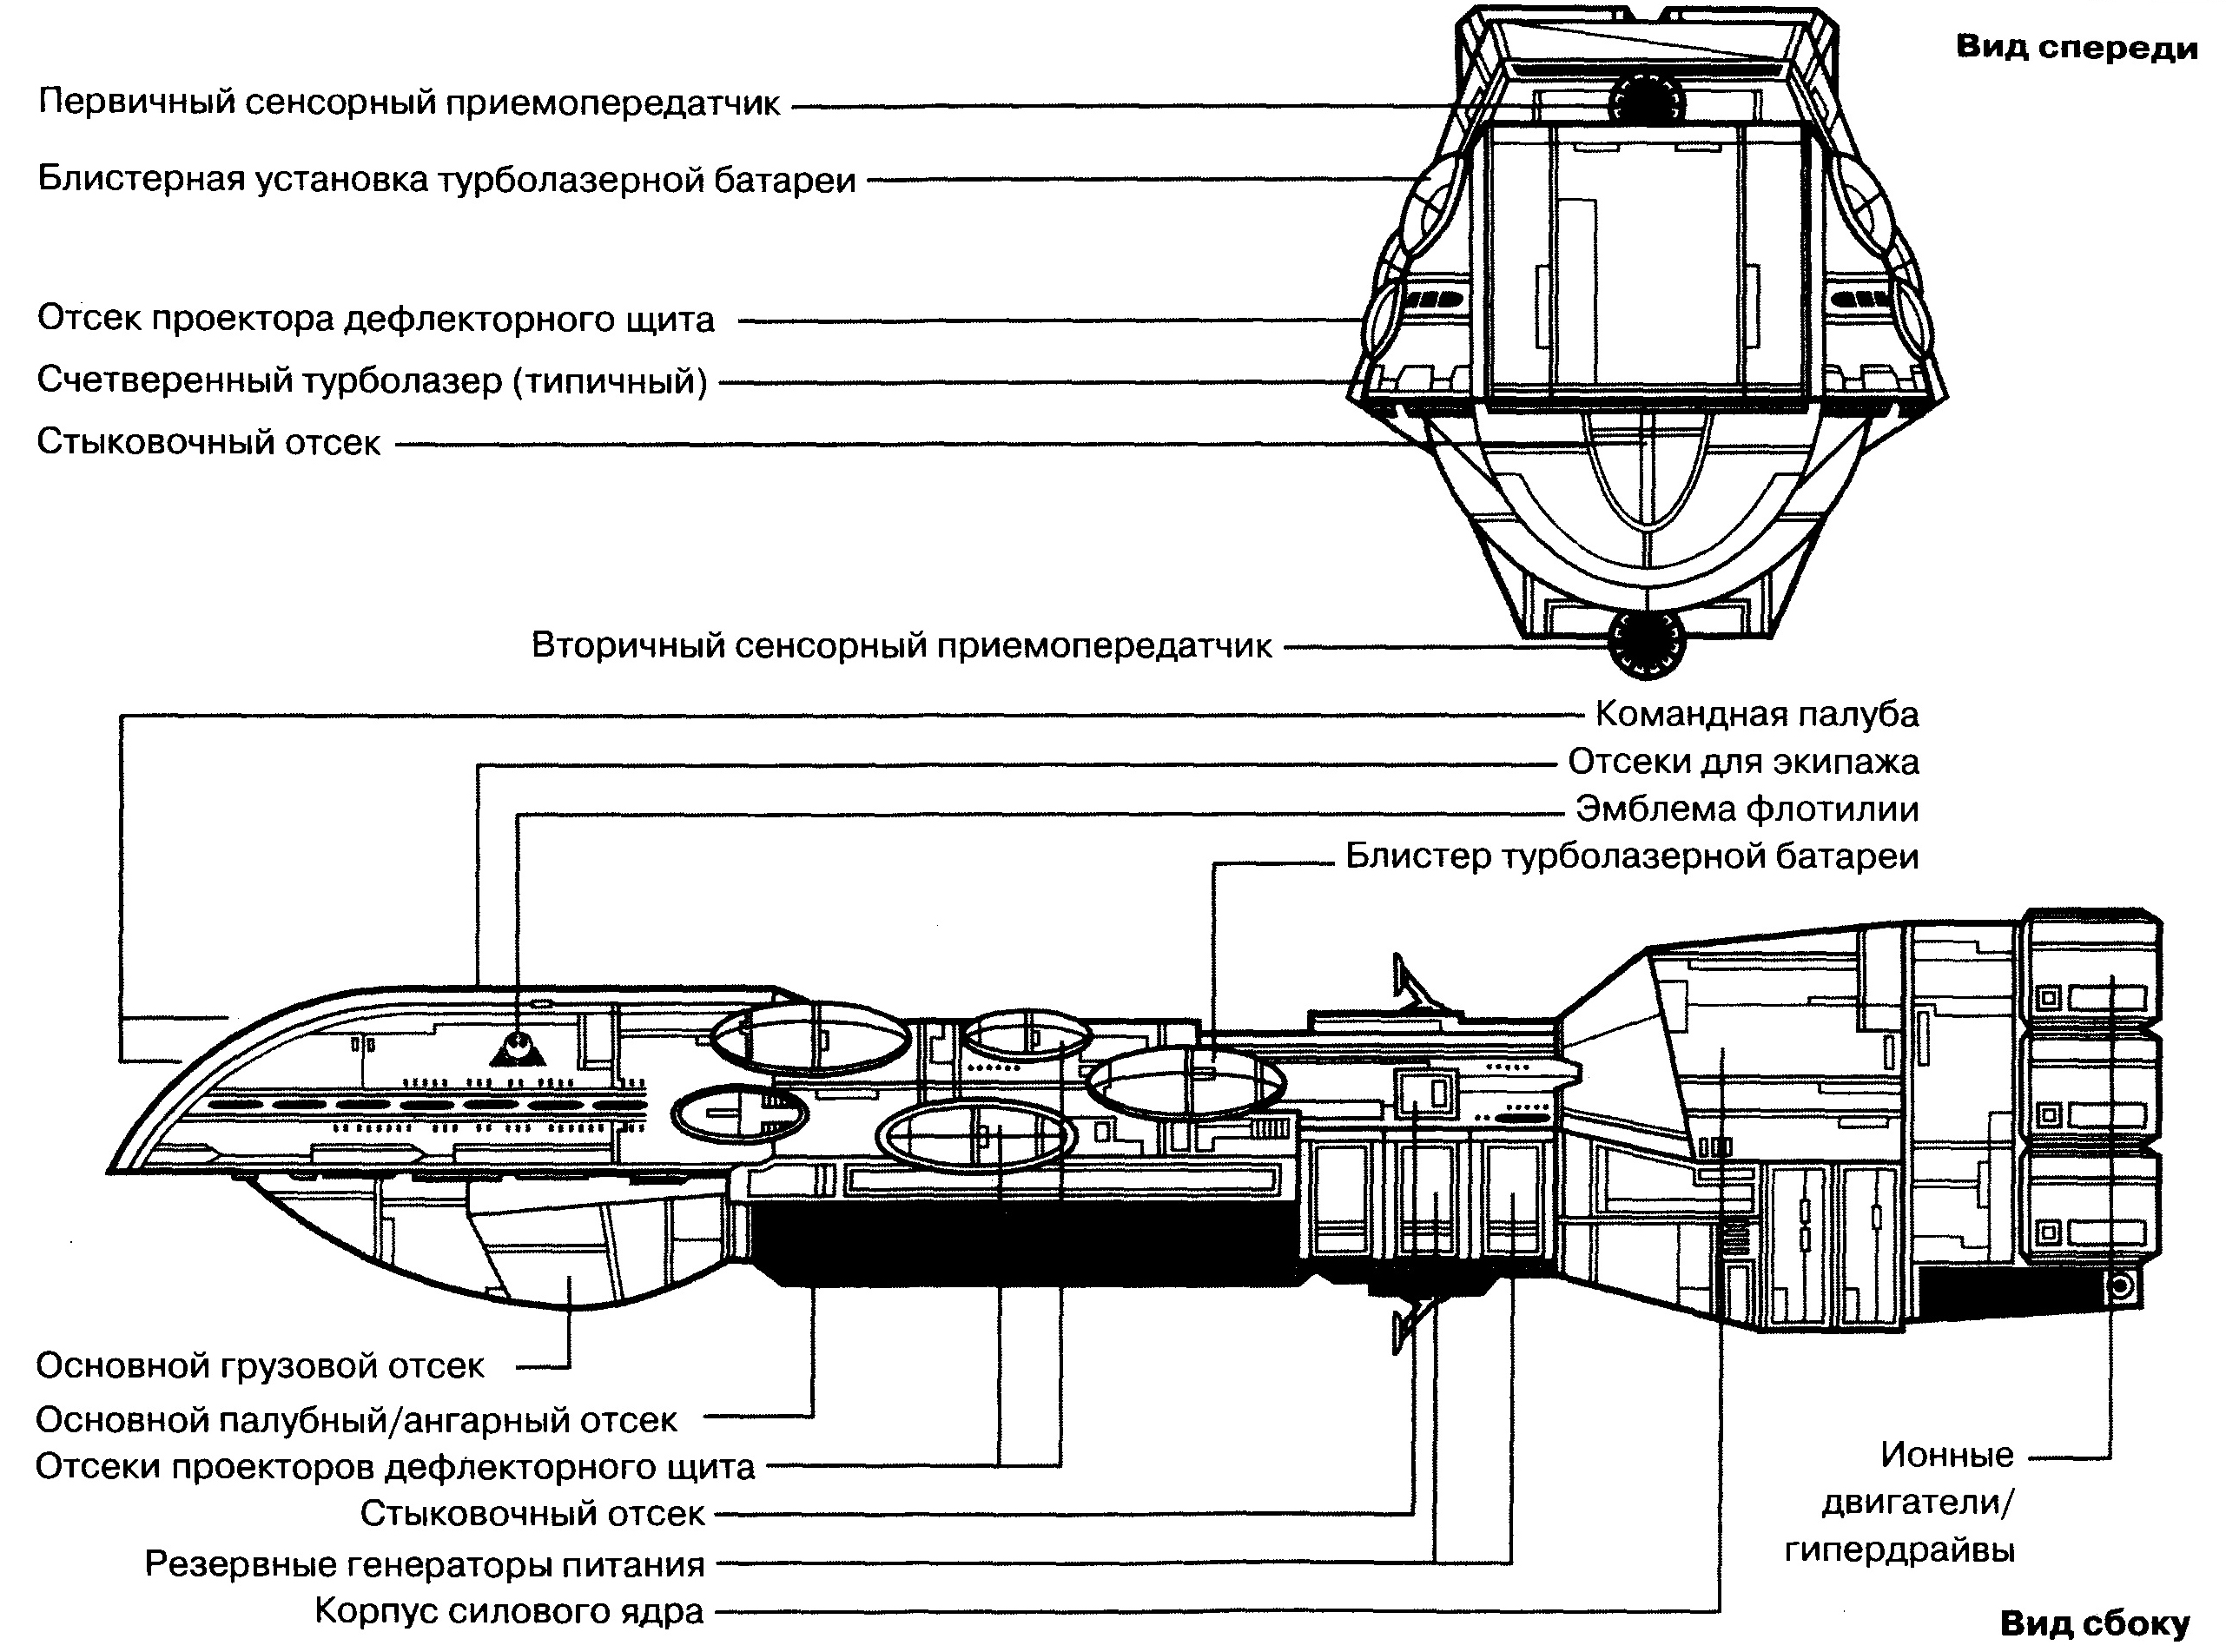 Вид спереди
Первичный сенсорный приемопередатчик
Блистерная установка турболазерной батареи
Отсек проектора дефлекторного щита
Счетверенный турболазер (типичный)
Стыковочный отсек
Вторичный сенсорный приемопередатчик
Командная палуба
Отсеки для экипажа
Эмблема флотилии
Блистер турболазерной батареи
Основной грузовой отсек
Основной палубный/ангарный отсек
Отсеки проекторов дефлекторного щита
Стыковочный отсек
Резервные генераторы питания
Корпус силового ядра
Ионные
двигатели/
гипердрайвы
Вид сбоку